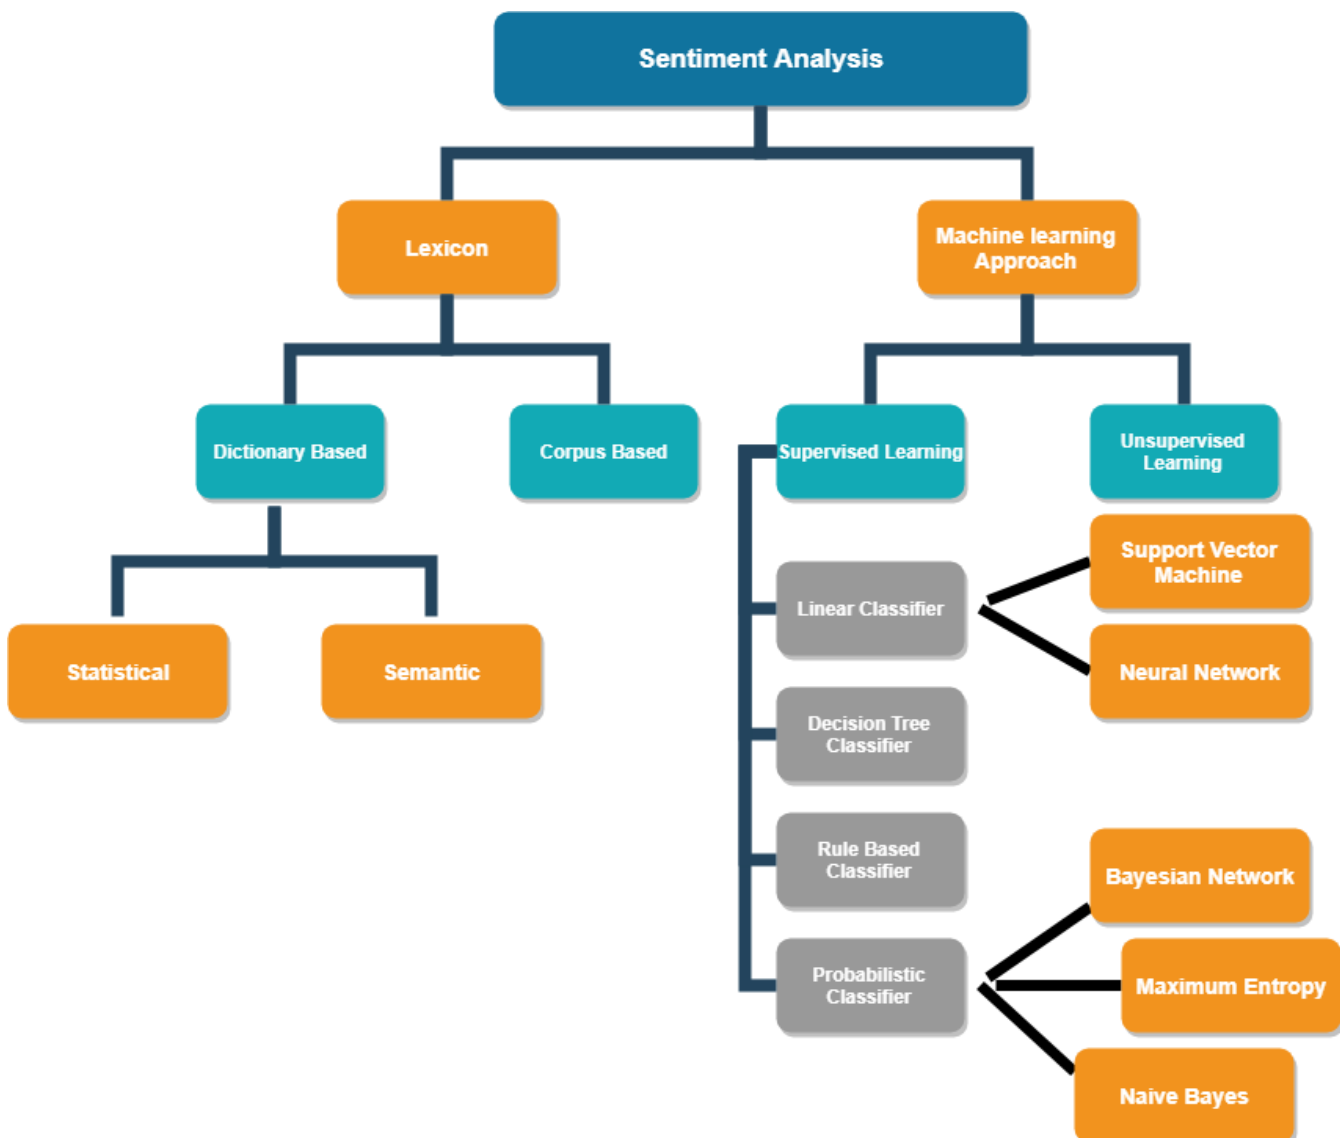 Sentiment Analysis
Lexicon
Machine learning
Approach
Dictionary Based
Corpus Based
Supervised Learning
Unsupervised
Learning
Statistical
Semantic
Linear Classifier
Support Vector
Machine
Neural Network
Decision Tree
Classifier
Rule Based
Classifier
Probabilistic
Classifier
Bayesian Network
Maximum Entropy
Naive Bayes